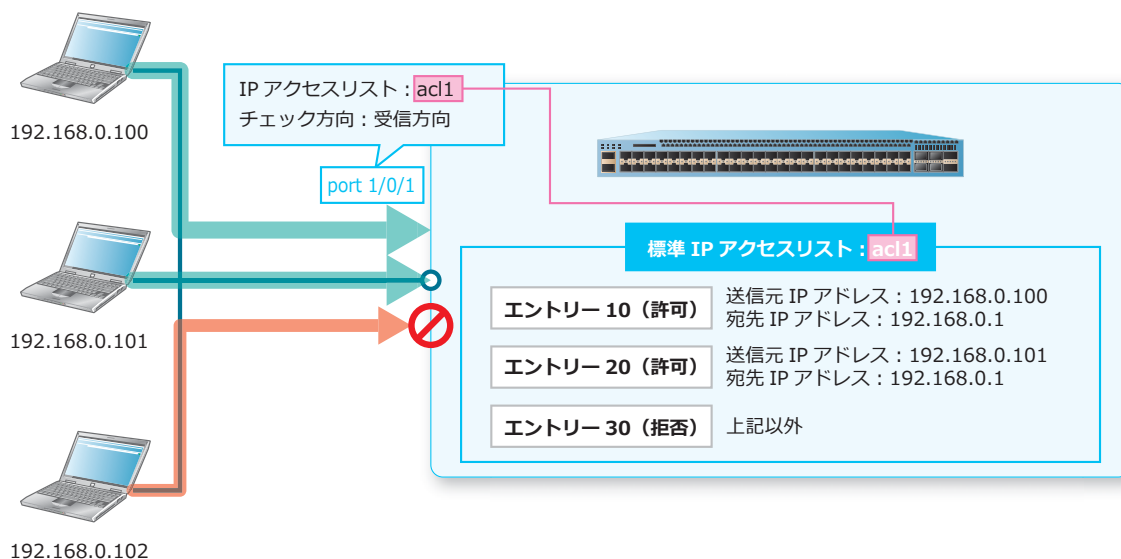 192.168.0.100
IP アクセスリスト：acl1
チェック方向：受信方向
port 1/0/1
192.168.0.101
192.168.0.102
標準 IP アクセスリスト：acl1
エントリー 10（許可）
送信元 IP アドレス：192.168.0.100
宛先 IP アドレス：192.168.0.1
エントリー 20（許可）
送信元 IP アドレス：192.168.0.101
宛先 IP アドレス：192.168.0.1
エントリー 30（拒否）
上記以外